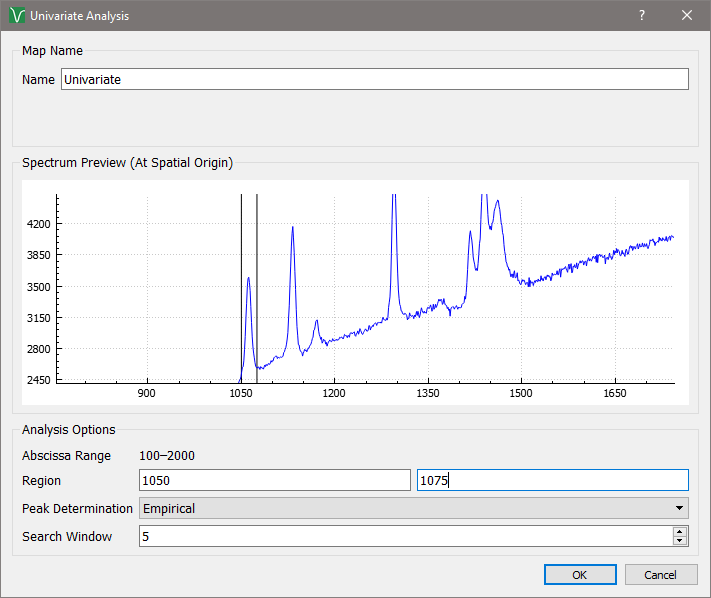 Univariate Analysis ? ×
Map Name
Name Univariate
Spectrum Preview (At Spatial Origin)
4200
3850
3500
3150
2800
2450
900 1050 1200 1350 1500 1650
Analysis Options
Abscissa Range 100–2000
Region 1050 1075
Peak Determination Empirical
Search Window 5
OK Cancel